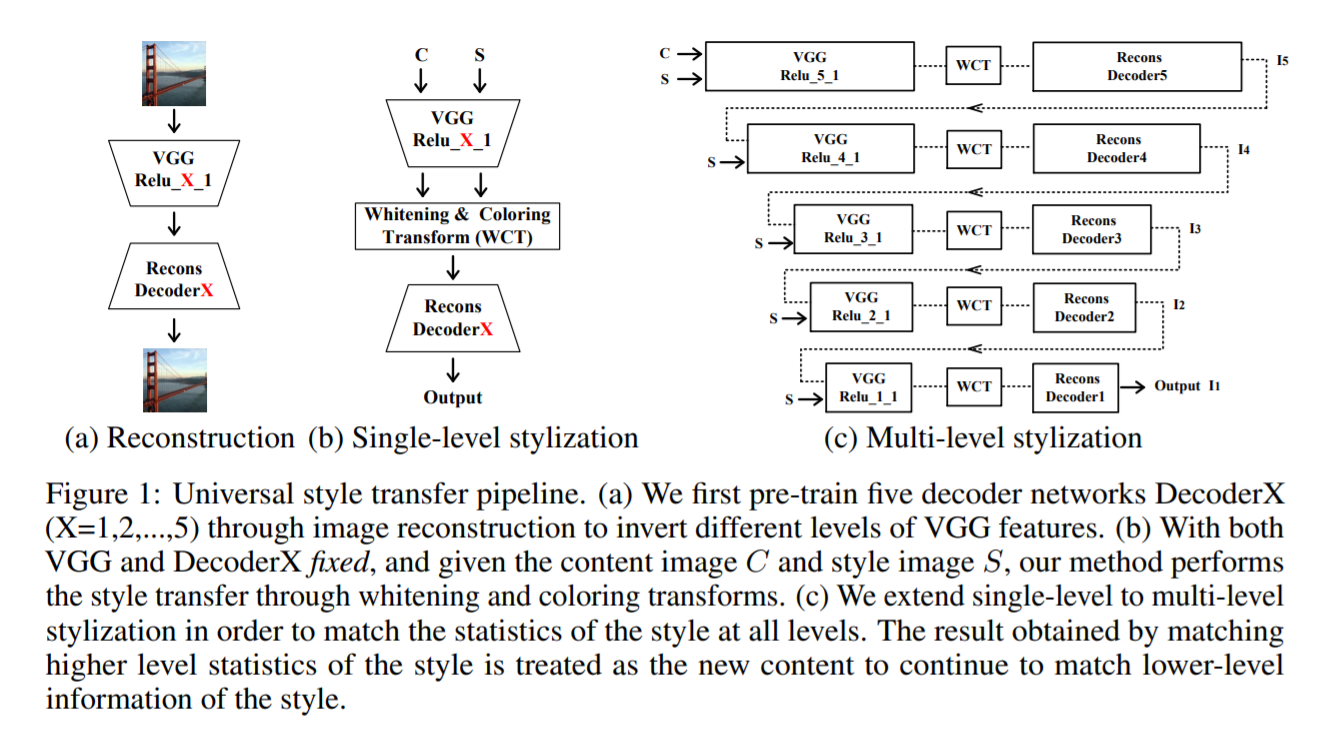 VGG
Relu_X_1
Recons
DecoderX
(a) Reconstruction
C S
VGG
Relu_X_1
Whitening & Coloring
Transform (WCT)
Recons
DecoderX
Output
(b) Single-level stylization
C
S
VGG
Relu_5_1
WCT
Recons
Decoder5
I5
S
VGG
Relu_4_1
WCT
Recons
Decoder4
I4
S
VGG
Relu_3_1
WCT
Recons
Decoder3
I3
S
VGG
Relu_2_1
WCT
Recons
Decoder2
I2
S
VGG
Relu_1_1
WCT
Recons
Decoder1
Output I1
(c) Multi-level stylization
Figure 1: Universal style transfer pipeline. (a) We first pre-train five decoder networks DecoderX
(X=1,2,...,5) through image reconstruction to invert different levels of VGG features. (b) With both
VGG and DecoderX fixed, and given the content image C and style image S, our method performs
the style transfer through whitening and coloring transforms. (c) We extend single-level to multi-level
stylization in order to match the statistics of the style at all levels. The result obtained by matching
higher level statistics of the style is treated as the new content to continue to match lower-level
information of the style.